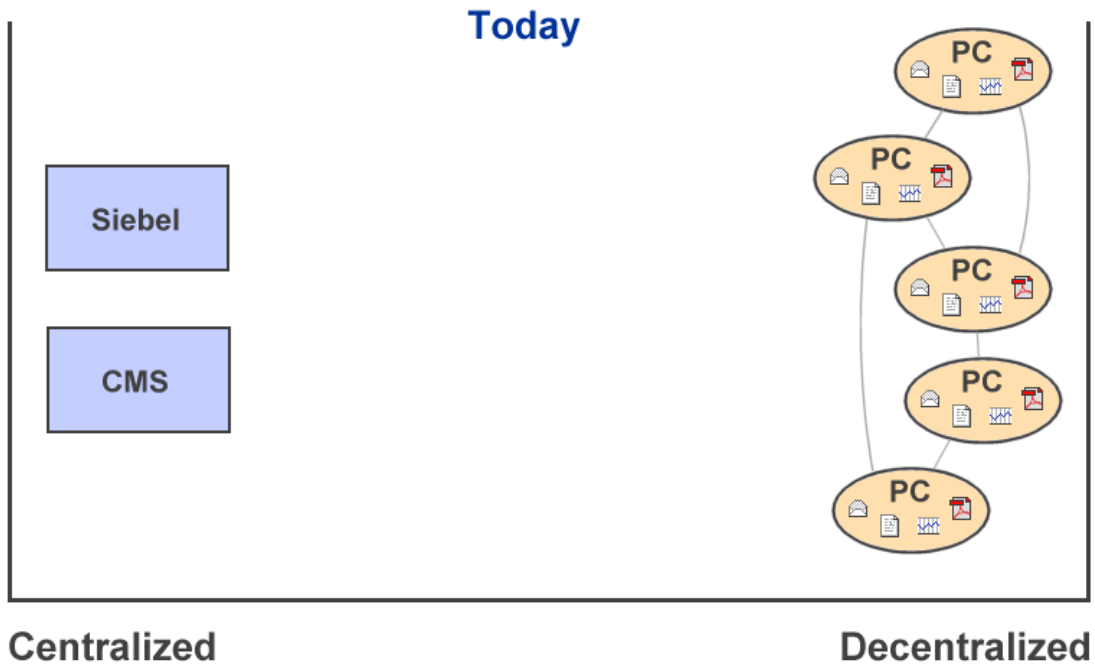 Today
PC
PC
Siebel
PC
CMS
PC
PC
Centralized
Decentralized